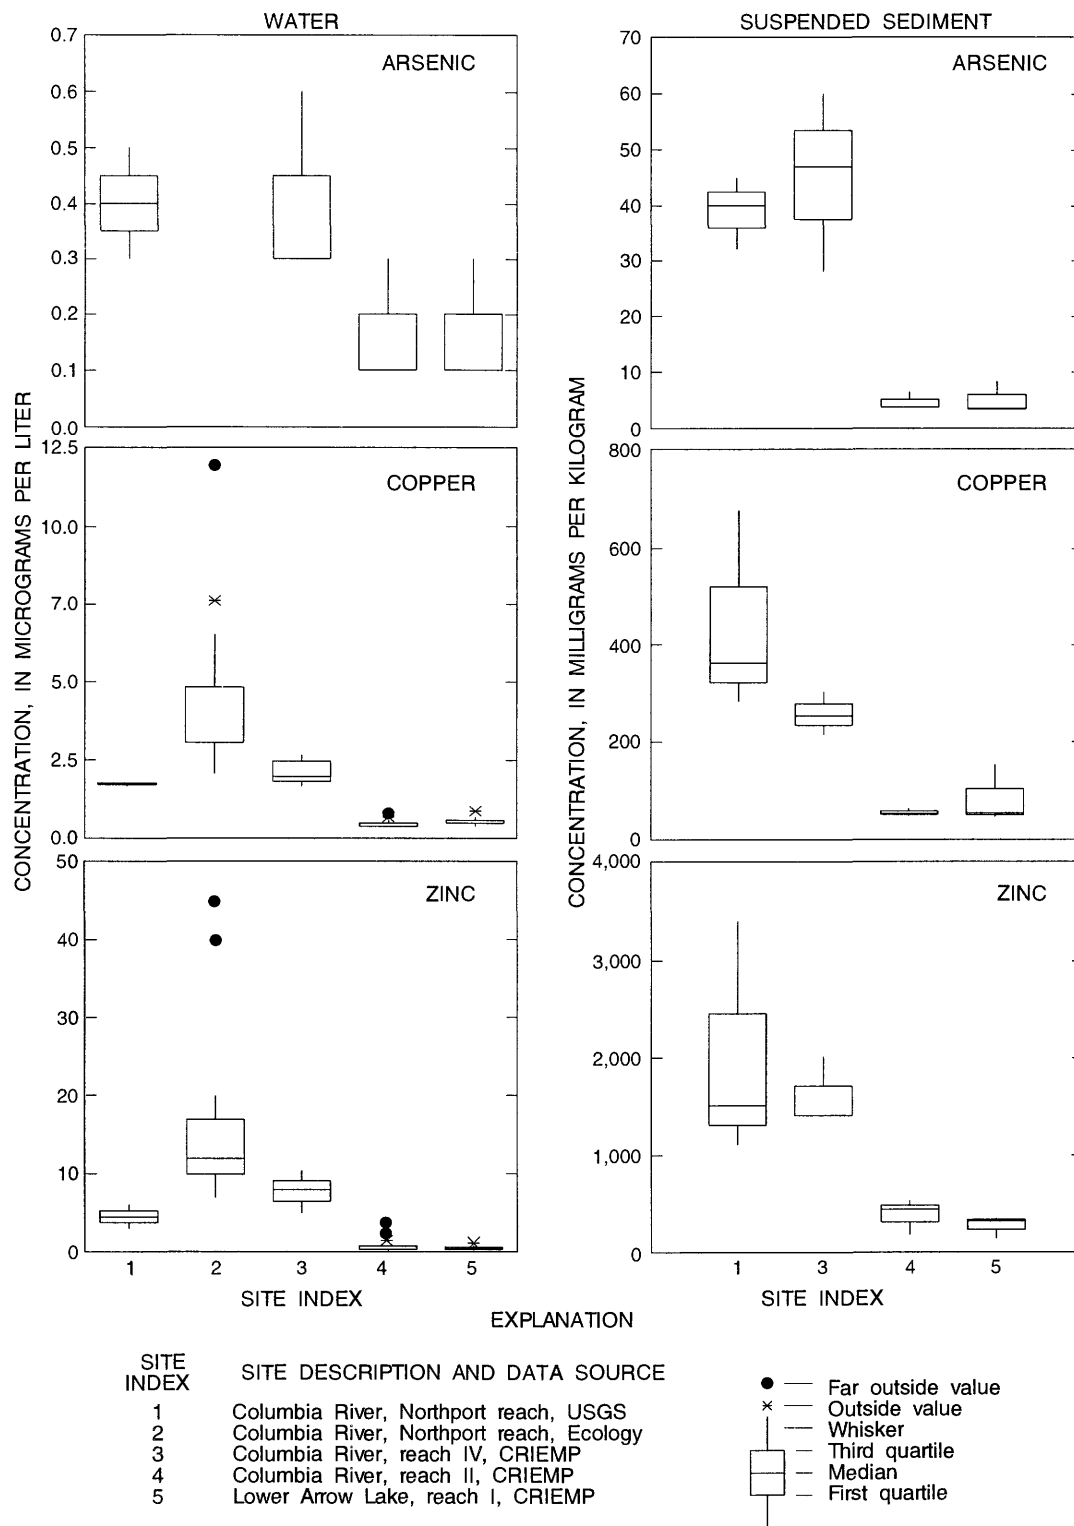 WATER
SUSPENDED SEDIMENT
CONCENTRATION, IN MICROGRAMS PER LITER
ARSENIC
0.7
0.6
0.5
0.4
0.3
0.2
0.1
0.0
COPPER
12.5
10.0
7.0
5.0
2.5
0.0
ZINC
50
40
30
20
10
0
1 2 3 4 5
SITE INDEX
CONCENTRATION, IN MILLIGRAMS PER KILOGRAM
ARSENIC
70
60
50
40
30
20
10
0
COPPER
800
600
400
200
0
ZINC
4,000
3,000
2,000
1,000
0
1 3 4 5
SITE INDEX
EXPLANATION
SITE INDEX
SITE DESCRIPTION AND DATA SOURCE
1 Columbia River, Northport reach, USGS
2 Columbia River, Northport reach, Ecology
3 Columbia River, reach IV, CRIEMP
4 Columbia River, reach II, CRIEMP
5 Lower Arrow Lake, reach I, CRIEMP
Far outside value
Outside value
Whisker
Third quartile
Median
First quartile